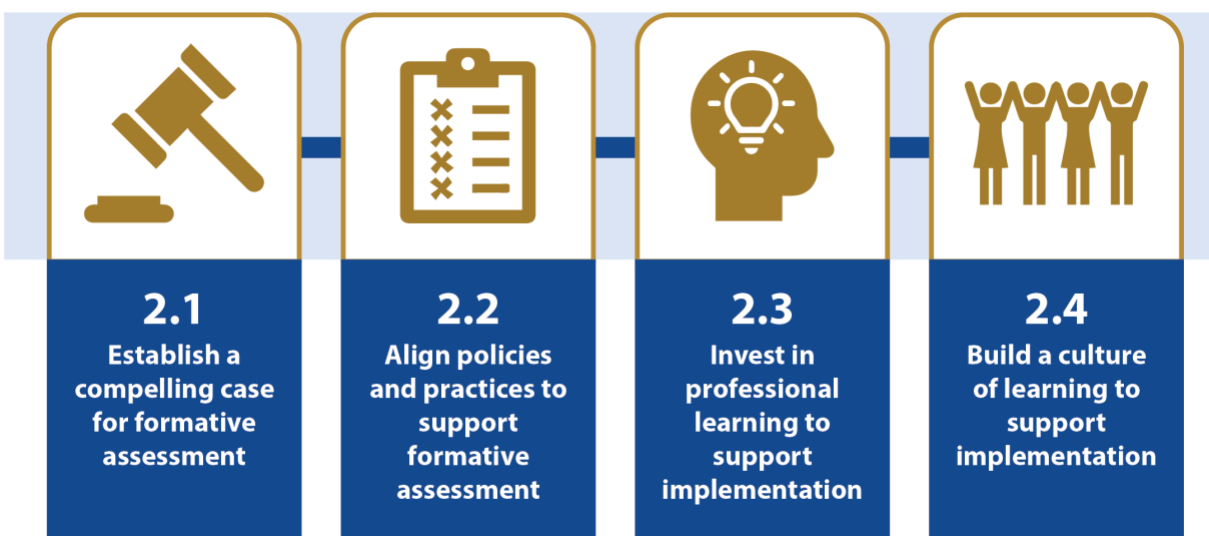 2.1
Establish a
compelling case
for formative
assessment
2.2
Align policies
and practices to
support
formative
assessment
2.3
Invest in
professional
learning to
support
implementation
2.4
Build a culture
of learning to
support
implementation